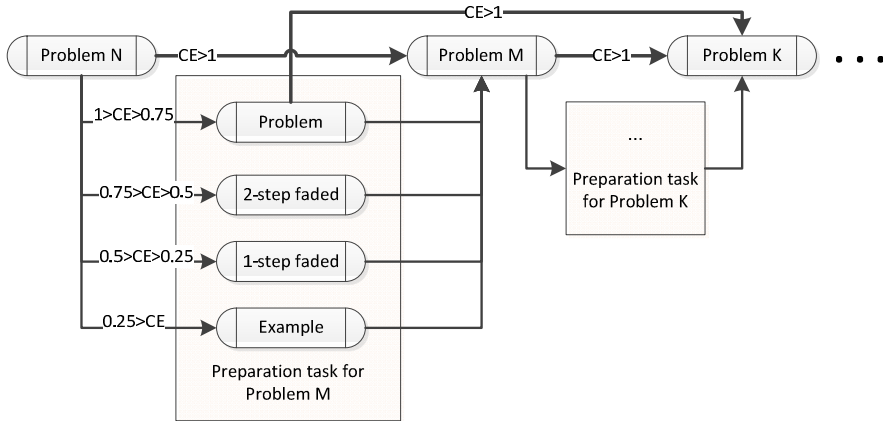 CE>1
Problem N
CE>1
Problem M
CE>1
Problem K
. . .
1>CE>0.75
Problem
...
0.75>CE>0.5
2-step faded
Preparation task
for Problem K
0.5>CE>0.25
1-step faded
0.25>CE
Example
Preparation task for
Problem M